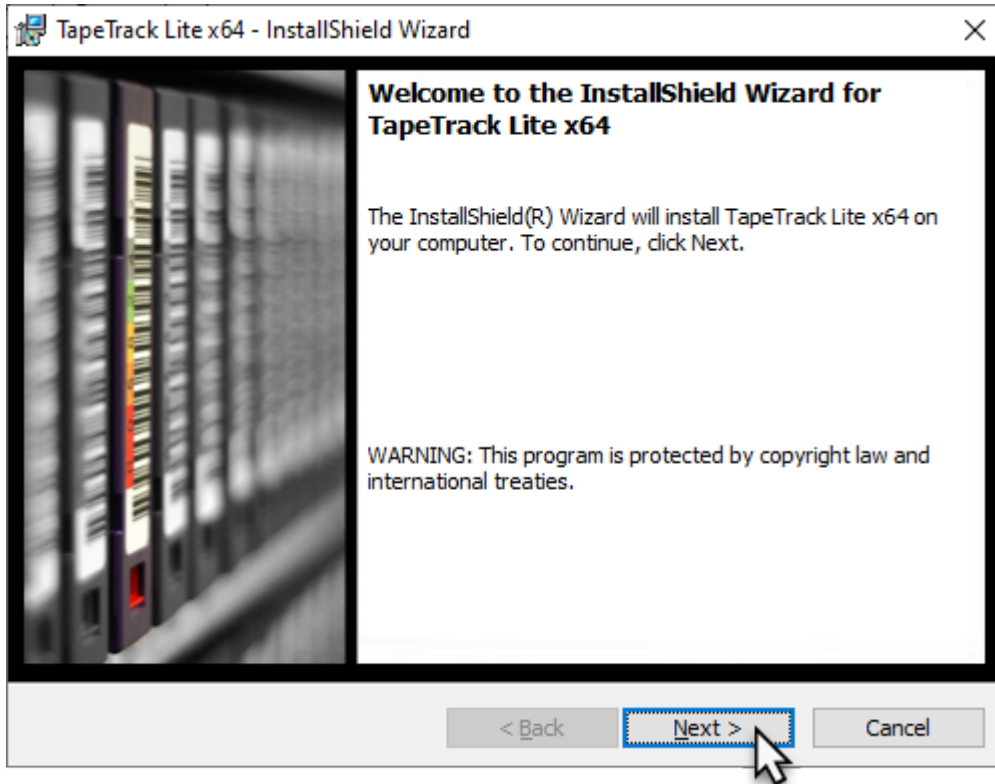 TapeTrack Lite x64 - InstallShield Wizard
Welcome to the InstallShield Wizard for
TapeTrack Lite x64
The InstallShield(R) Wizard will install TapeTrack Lite x64 on
your computer. To continue, click Next.
WARNING: This program is protected by copyright law and
international treaties.
< Back
Next >
Cancel